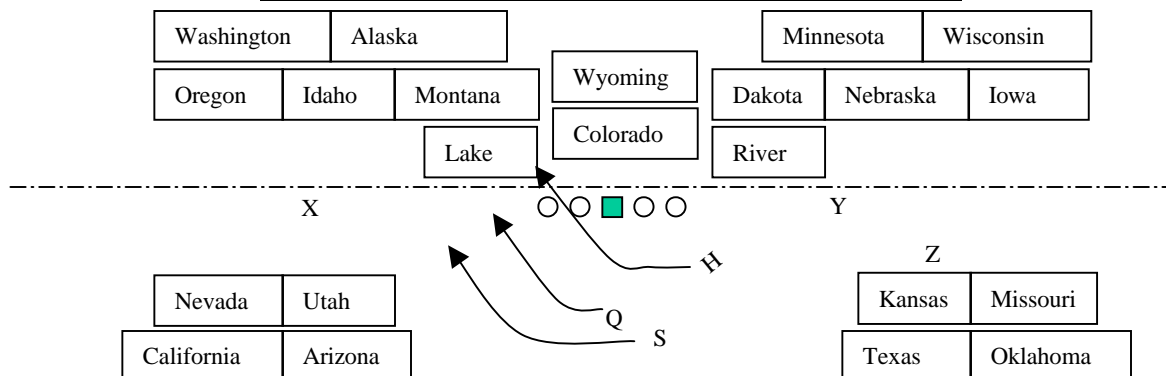 Washington Alaska Minnesota Wisconsin
Wyoming
Oregon Idaho Montana Dakota Nebraska Iowa
Colorado
Lake River
X Y
H
Z
Nevada Utah Kansas Missouri
Q
S
California Arizona Texas Oklahoma